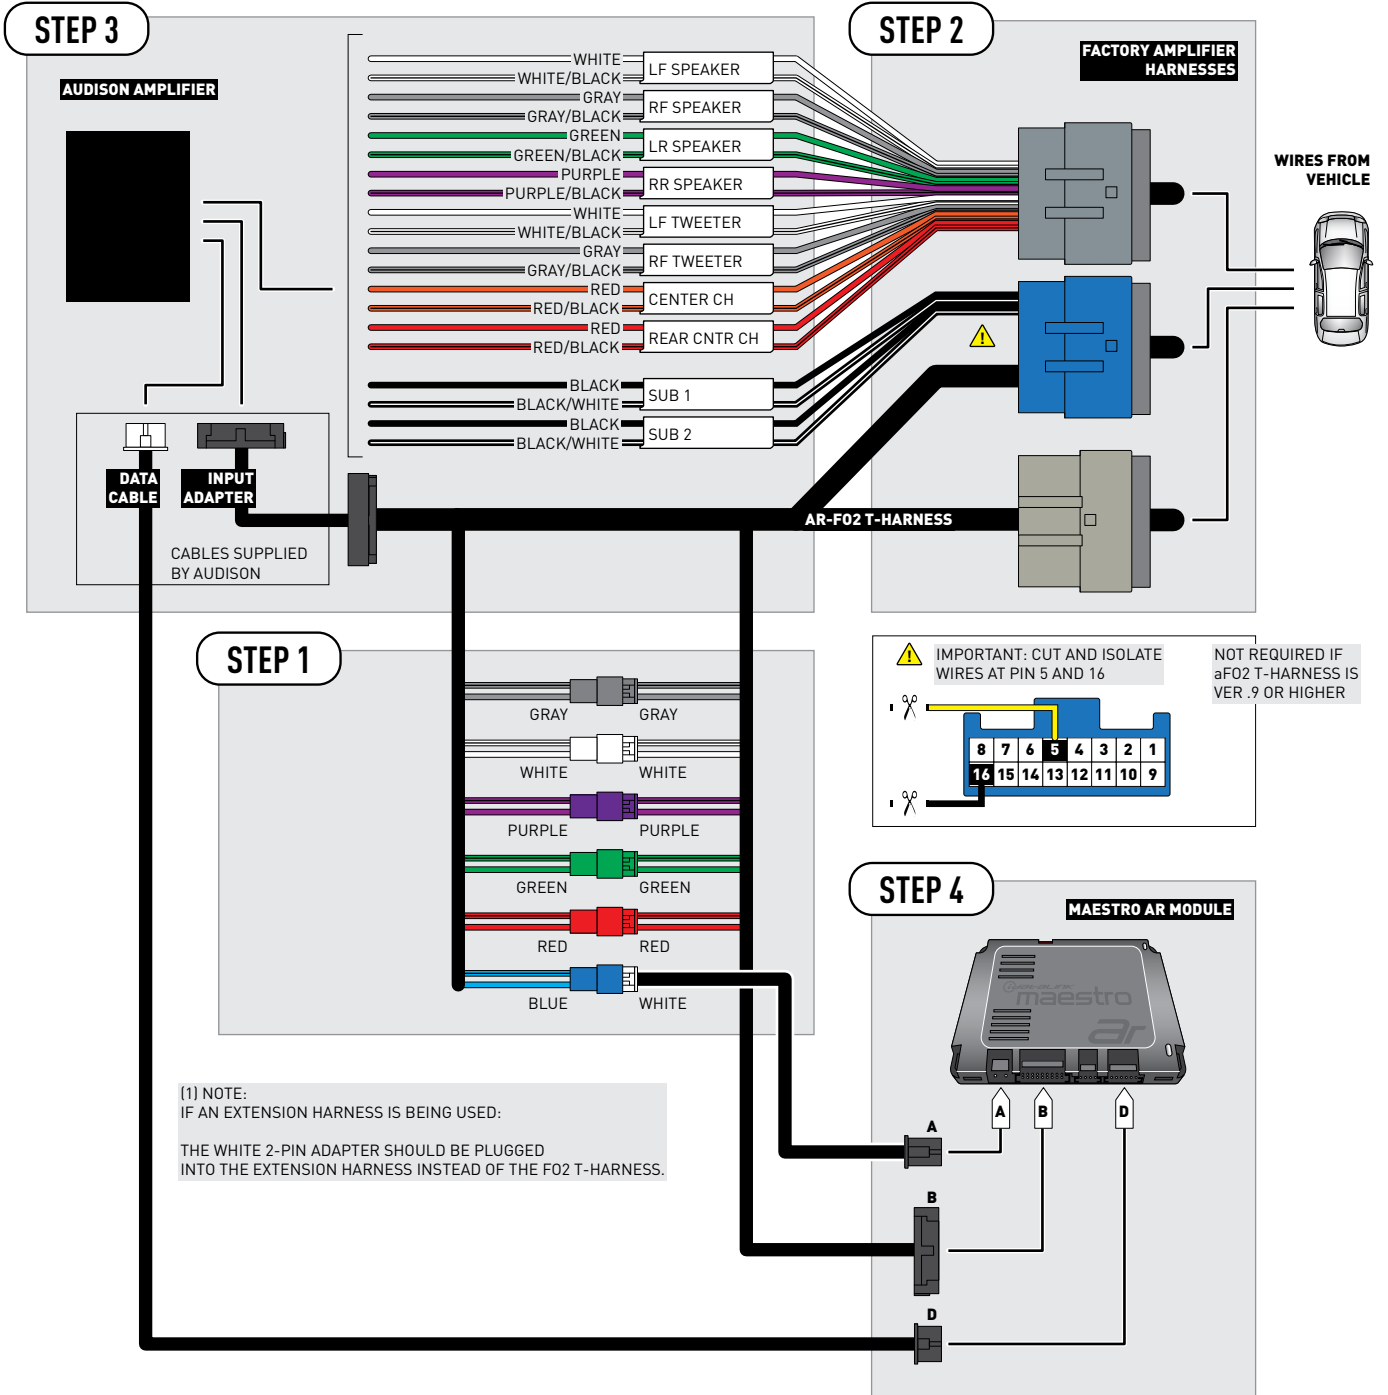 STEP 3
AUDISON AMPLIFIER
WHITE
WHITE/BLACK
LF SPEAKER
GRAY
GRAY/BLACK
RF SPEAKER
GREEN
GREEN/BLACK
LR SPEAKER
PURPLE
PURPLE/BLACK
RR SPEAKER
WHITE
WHITE/BLACK
LF TWEETER
GRAY
GRAY/BLACK
RF TWEETER
RED
RED/BLACK
CENTER CH
RED
RED/BLACK
REAR CNTR CH
BLACK
BLACK/WHITE
SUB 1
BLACK
BLACK/WHITE
SUB 2
DATA
CABLE
INPUT
ADAPTER
CABLES SUPPLIED
BY AUDISON
STEP 2
FACTORY AMPLIFIER
HARNESSES
WIRES FROM
VEHICLE
!
AR-FO2 T-HARNESS
STEP 1
GRAY GRAY
WHITE WHITE
PURPLE PURPLE
GREEN GREEN
RED RED
BLUE WHITE
!
IMPORTANT: CUT AND ISOLATE
WIRES AT PIN 5 AND 16
NOT REQUIRED IF
aFO2 T-HARNESS IS
VER .9 OR HIGHER
8 7 6 5 4 3 2 1
16 15 14 13 12 11 10 9
(1) NOTE:
IF AN EXTENSION HARNESS IS BEING USED:
THE WHITE 2-PIN ADAPTER SHOULD BE PLUGGED
INTO THE EXTENSION HARNESS INSTEAD OF THE FO2 T-HARNESS.
STEP 4
MAESTRO AR MODULE
maestro
ar
A B D
A
B
D